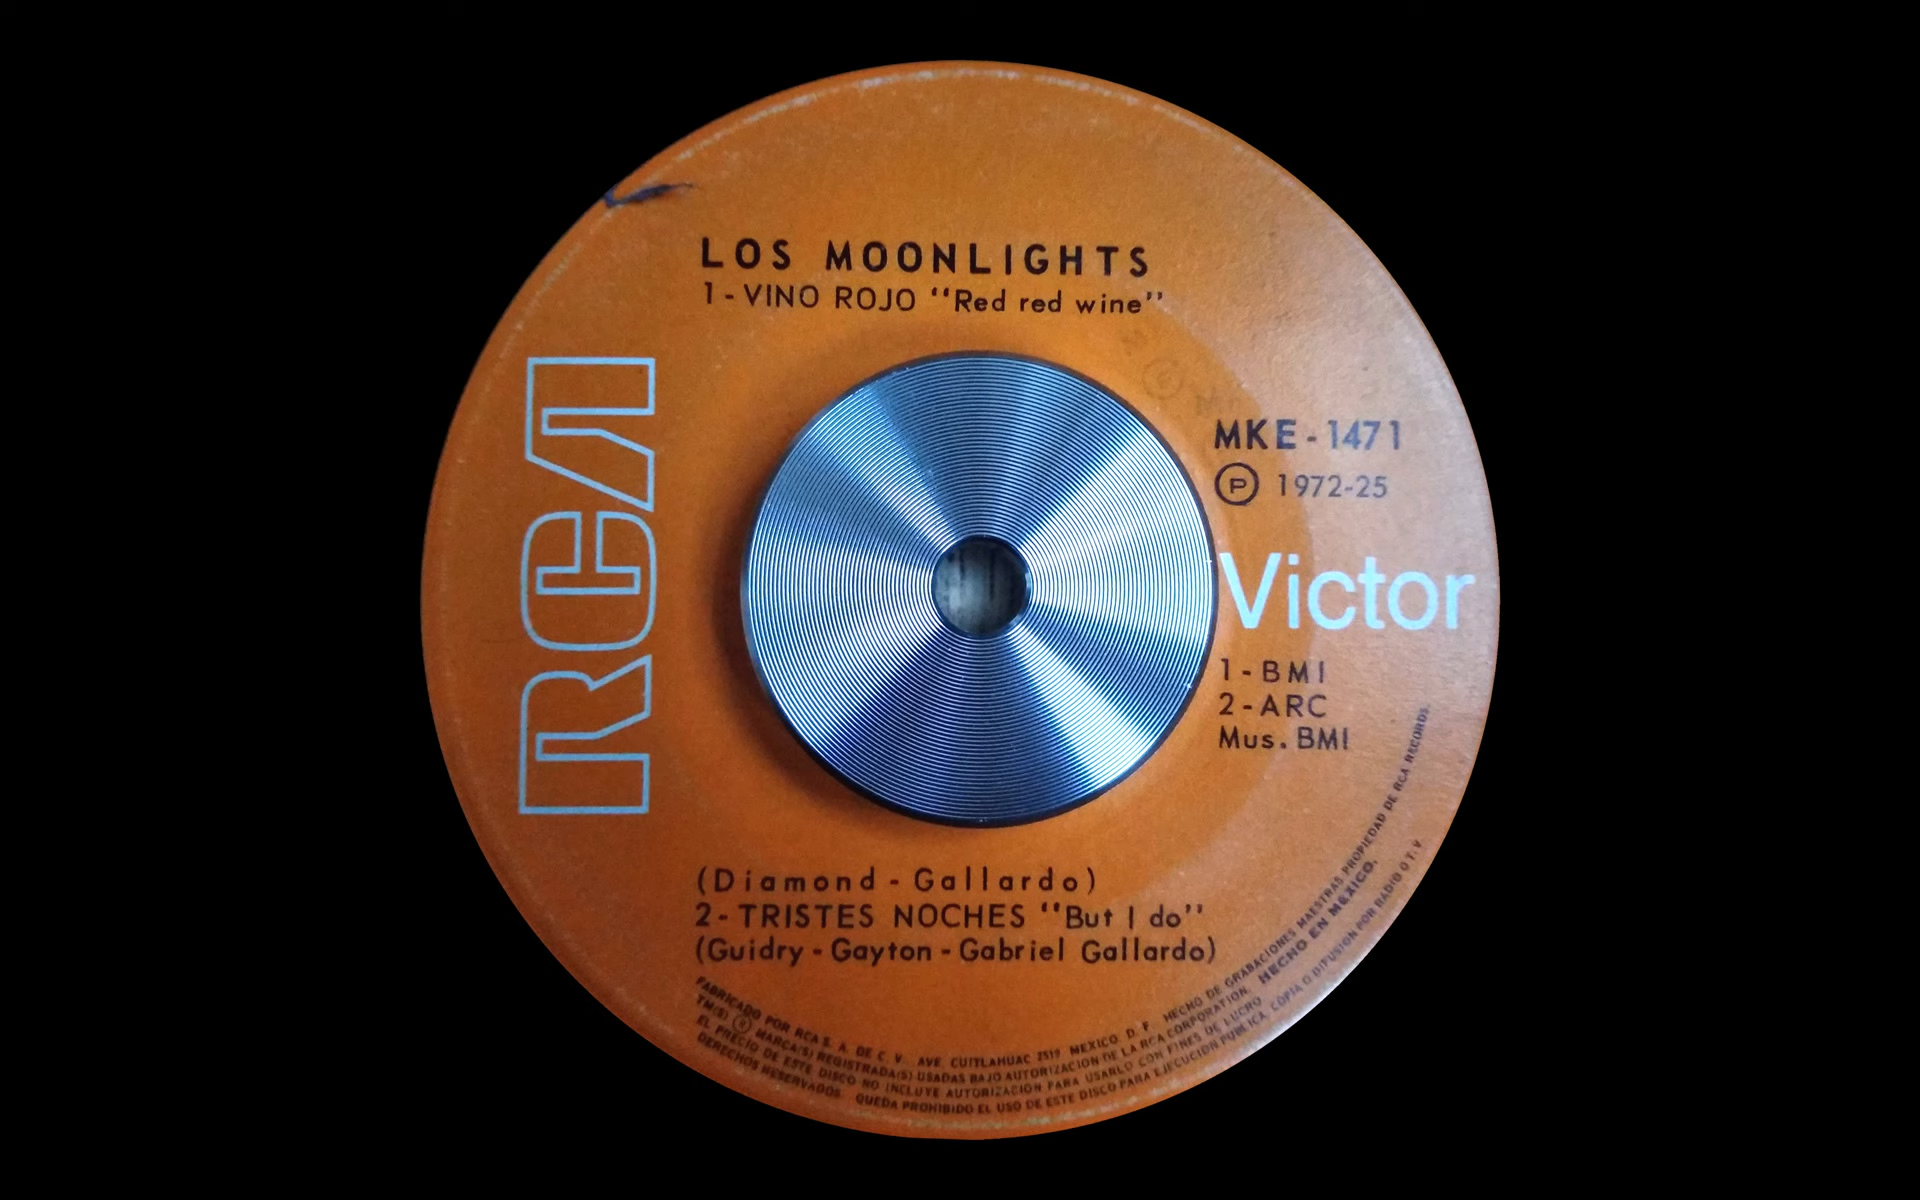 LOS MOONLIGHTS
1-VINO ROJO "Red red wine"
RCA
MKE-1471
Ⓟ 1972-25
Victor
1-BMI
2-ARC
Mus. BMI
(Diamond-Gallardo)
2-TRISTES NOCHES "But I do"
(Guidry-Gayton-Gabriel Gallardo)
FABRICADO POR RCA S. A. DE C. V. AVE. CUITLAHUAC 2519 MEXICO, D. F. HECHO DE GRABACIONES MAESTRAS PROPIEDAD DE RCA RECORDS.
TM(S) ® MARCA(S) REGISTRADA(S) USADAS BAJO AUTORIZACION DE LA RCA CORPORATION. HECHO EN MEXICO.
EL PRECIO DE ESTE DISCO NO INCLUYE AUTORIZACION PARA USARLO CON FINES DE LUCRO
DERECHOS RESERVADOS. QUEDA PROHIBIDO EL USO DE ESTE DISCO PARA EJECUCION PUBLICA, COPIA O DIFUSION POR RADIO O T. V